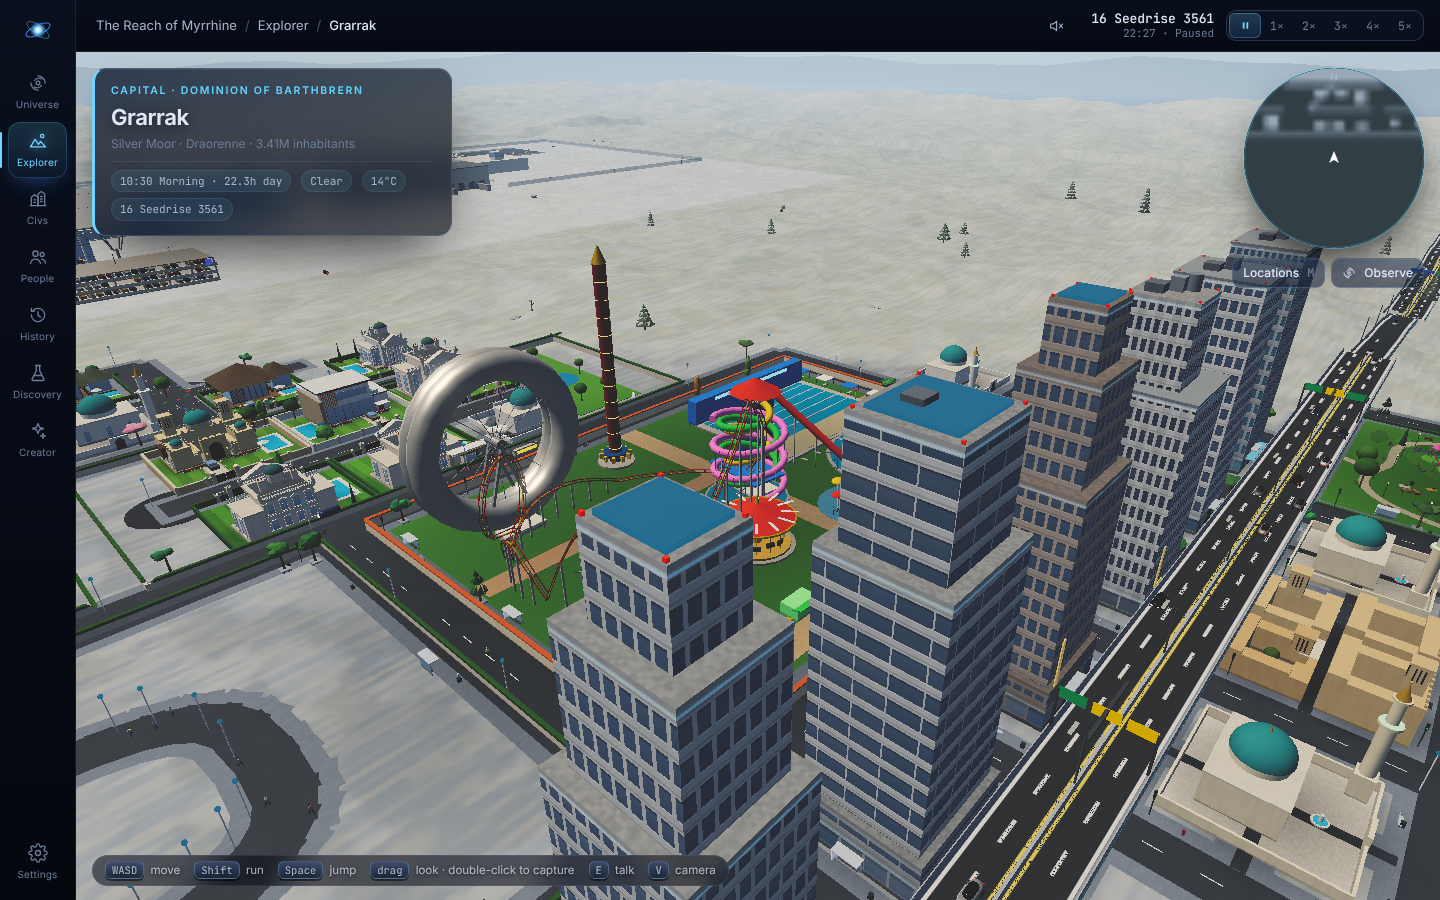 The Reach of Myrrhine / Explorer / Grarrak
16 Seedrise 3561
22:27 · Paused
1×
2×
3×
4×
5×
Universe
Explorer
Civs
People
History
Discovery
Creator
Settings
CAPITAL · DOMINION OF BARTHBRERN
Grarrak
Silver Moor · Draorenne · 3.41M inhabitants
10:30 Morning · 22.3h day
Clear
14°C
16 Seedrise 3561
N
Locations M
Observe
WASD move
Shift run
Space jump
drag look · double-click to capture
E talk
V camera